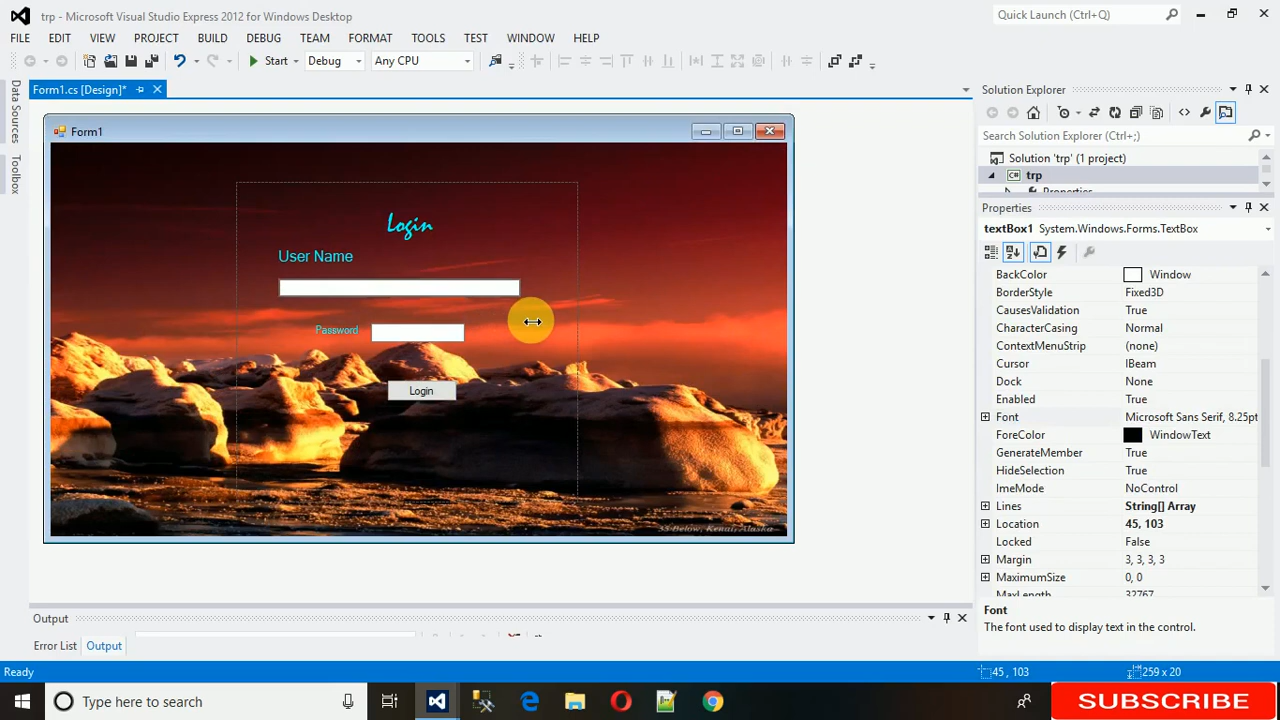 trp - Microsoft Visual Studio Express 2012 for Windows Desktop
Quick Launch (Ctrl+Q)
FILE EDIT VIEW PROJECT BUILD DEBUG TEAM FORMAT TOOLS TEST WINDOW HELP
Start Debug Any CPU
Form1.cs [Design]*
Data Sources
Toolbox
Form1
Login
User Name
Password
Login
Output
Error List Output
Solution Explorer
Search Solution Explorer (Ctrl+;)
Solution 'trp' (1 project)
C# trp
Properties
Properties
textBox1 System.Windows.Forms.TextBox
BackColor Window
BorderStyle Fixed3D
CausesValidation True
CharacterCasing Normal
ContextMenuStrip (none)
Cursor IBeam
Dock None
Enabled True
Font Microsoft Sans Serif, 8.25pt
ForeColor WindowText
GenerateMember True
HideSelection True
ImeMode NoControl
Lines String[] Array
Location 45, 103
Locked False
Margin 3, 3, 3, 3
MaximumSize 0, 0
MaxLength 32767
Font
The font used to display text in the control.
Ready
45 , 103
259 x 20
Type here to search
SUBSCRIBE